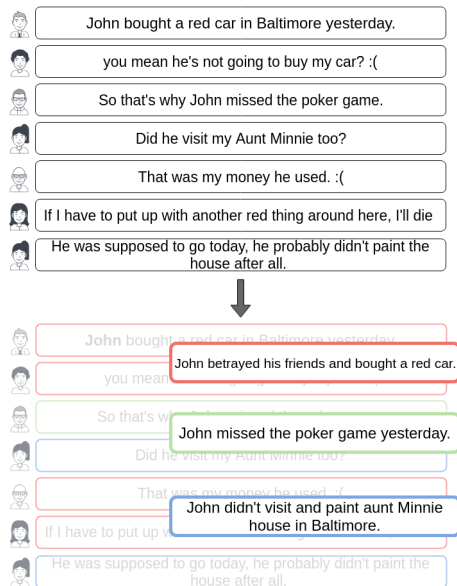 John bought a red car in Baltimore yesterday.
you mean he's not going to buy my car? :(
So that's why John missed the poker game.
Did he visit my Aunt Minnie too?
That was my money he used. :(
If I have to put up with another red thing around here, I'll die
He was supposed to go today, he probably didn't paint the
house after all.
John bought a red car in Baltimore yesterday.
John betrayed his friends and bought a red car.
you mean
So that's why
John missed the poker game yesterday.
Did he visit my Aunt Minnie too?
That was my money he used. :(
John didn't visit and paint aunt Minnie
house in Baltimore.
If I have to put up w
He was supposed to go today, he probably didn't paint the
house after all.